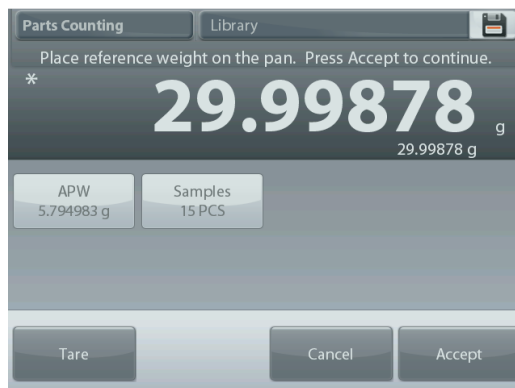 Parts Counting Library
Place reference weight on the pan. Press Accept to continue.
*
29.99878 g
29.99878 g
APW Samples
5.794983 g 15 PCS
Tare Cancel Accept